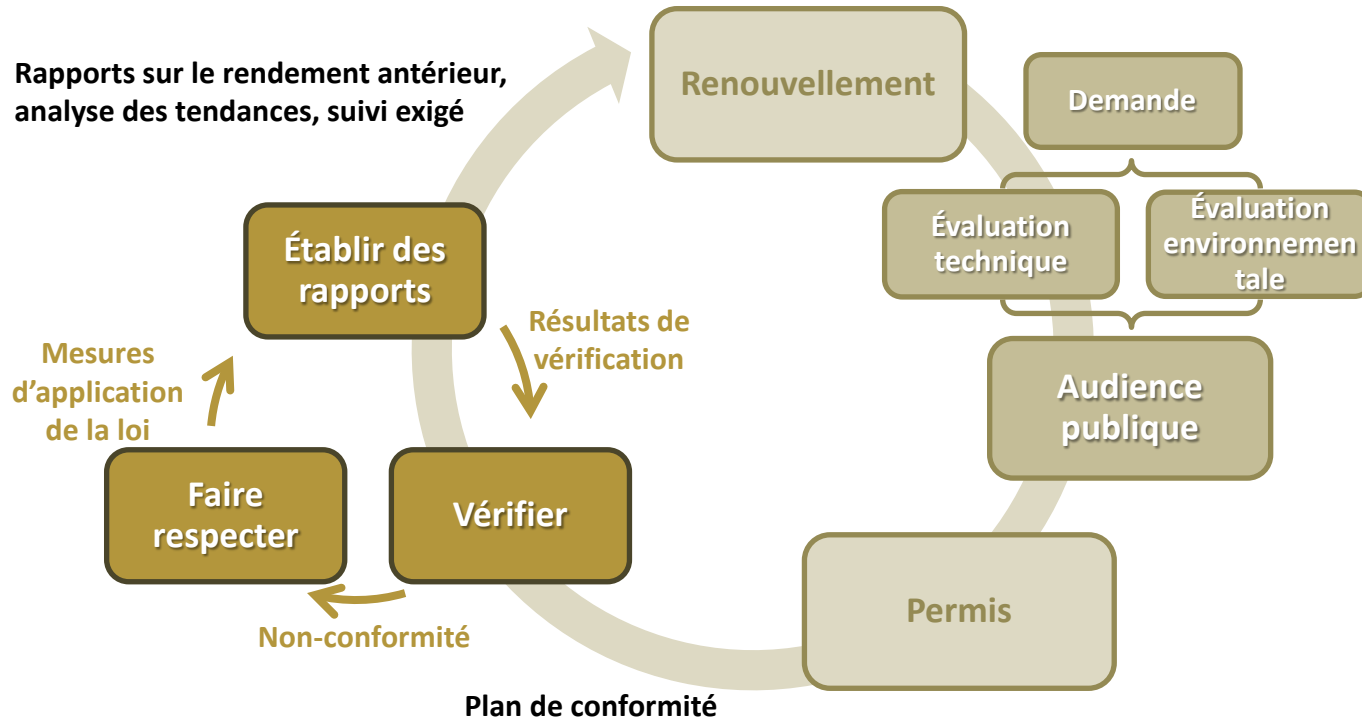 Rapports sur le rendement antérieur,
analyse des tendances, suivi exigé
Renouvellement
Demande
Évaluation
technique
Évaluation
environnemen
tale
Audience
publique
Permis
Plan de conformité
Établir des
rapports
Résultats de
vérification
Vérifier
Non-conformité
Faire
respecter
Mesures
d’application
de la loi